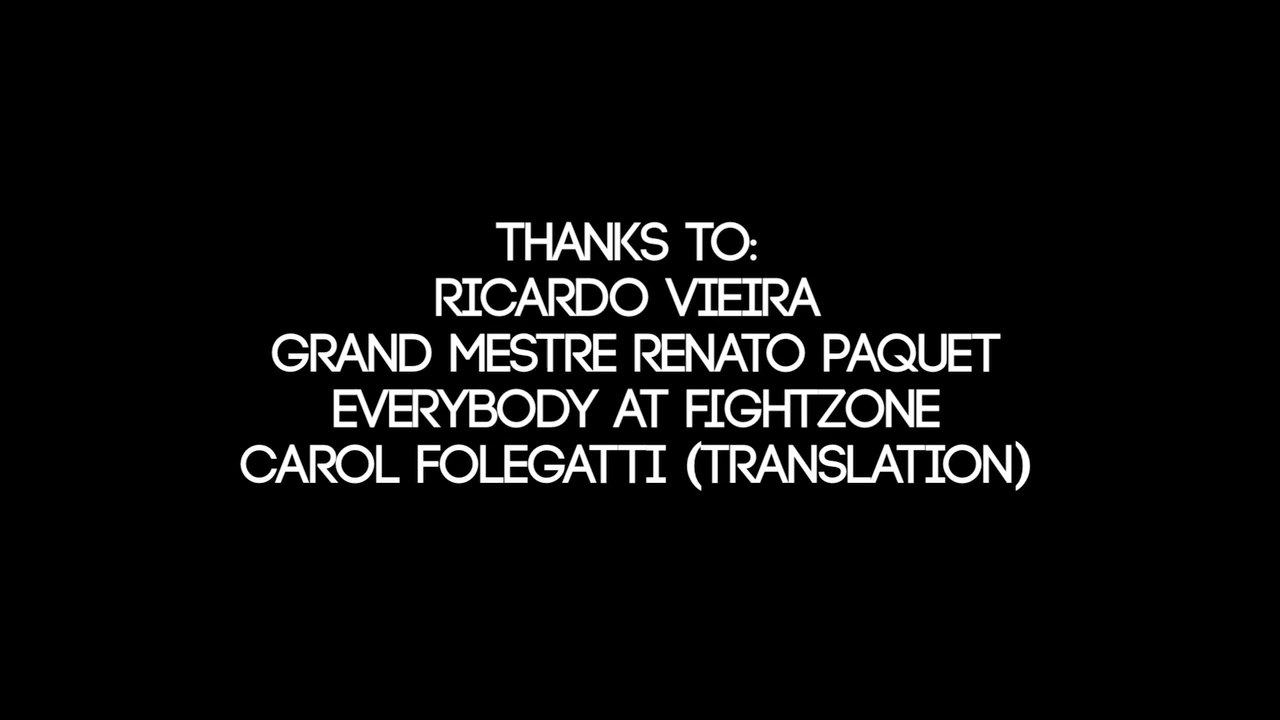 THANKS TO:
RICARDO VIEIRA
GRAND MESTRE RENATO PAQUET
EVERYBODY AT FIGHTZONE
CAROL FOLEGATTI (TRANSLATION)